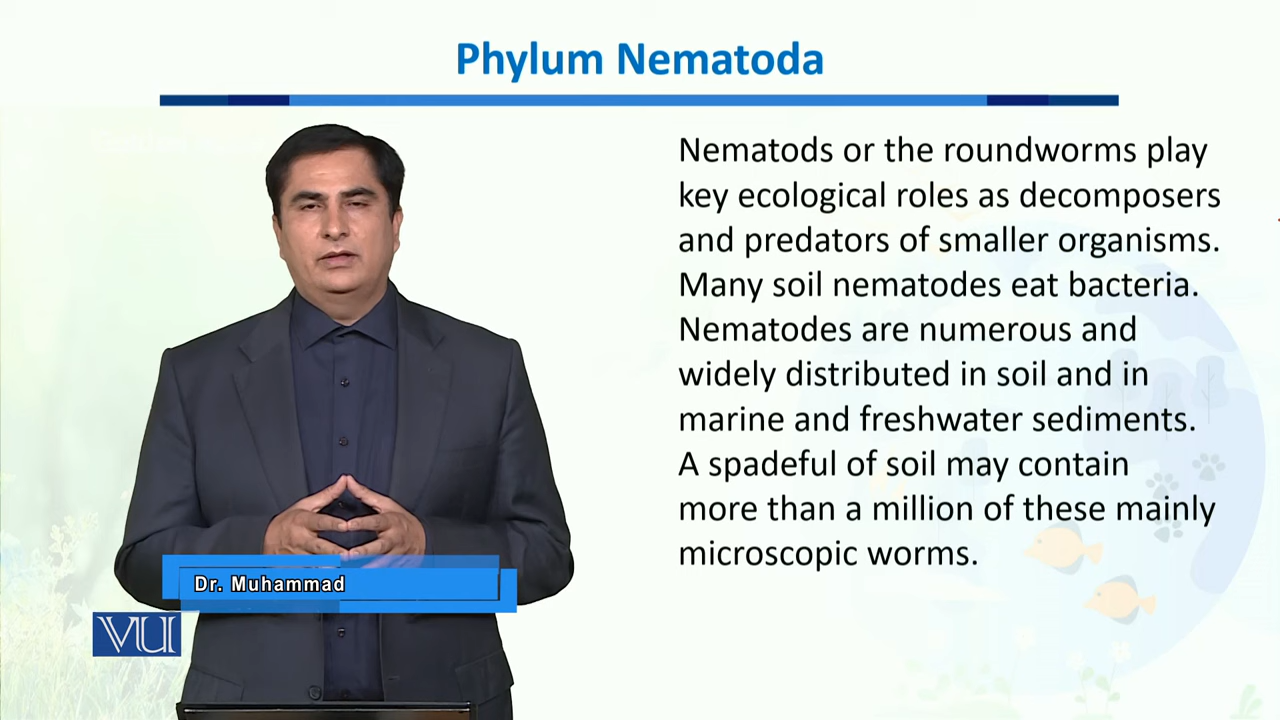 Phylum Nematoda
Nematods or the roundworms play
key ecological roles as decomposers
and predators of smaller organisms.
Many soil nematodes eat bacteria.
Nematodes are numerous and
widely distributed in soil and in
marine and freshwater sediments.
A spadeful of soil may contain
more than a million of these mainly
microscopic worms.
Dr. Muhammad
VU